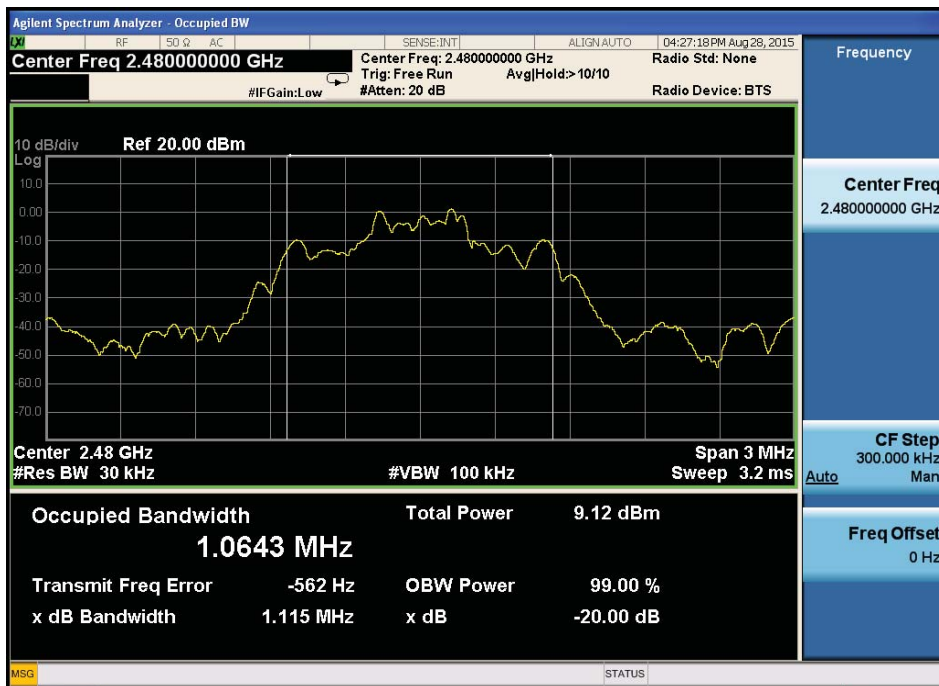 Agilent Spectrum Analyzer - Occupied BW
LXI RF 50 Ω AC SENSE:INT ALIGN AUTO 04:27:18 PM Aug 28, 2015
Center Freq 2.480000000 GHz
Center Freq: 2.480000000 GHz
Radio Std: None
Trig: Free Run Avg|Hold:>10/10
#IFGain:Low
#Atten: 20 dB
Radio Device: BTS
Frequency
10 dB/div Ref 20.00 dBm
Log
10.0
0.00
-10.0
-20.0
-30.0
-40.0
-50.0
-60.0
-70.0
Center 2.48 GHz Span 3 MHz
#Res BW 30 kHz #VBW 100 kHz Sweep 3.2 ms
Occupied Bandwidth Total Power 9.12 dBm
1.0643 MHz
Transmit Freq Error -562 Hz OBW Power 99.00 %
x dB Bandwidth 1.115 MHz x dB -20.00 dB
Center Freq
2.480000000 GHz
CF Step
300.000 kHz
Auto Man
Freq Offset
0 Hz
MSG STATUS